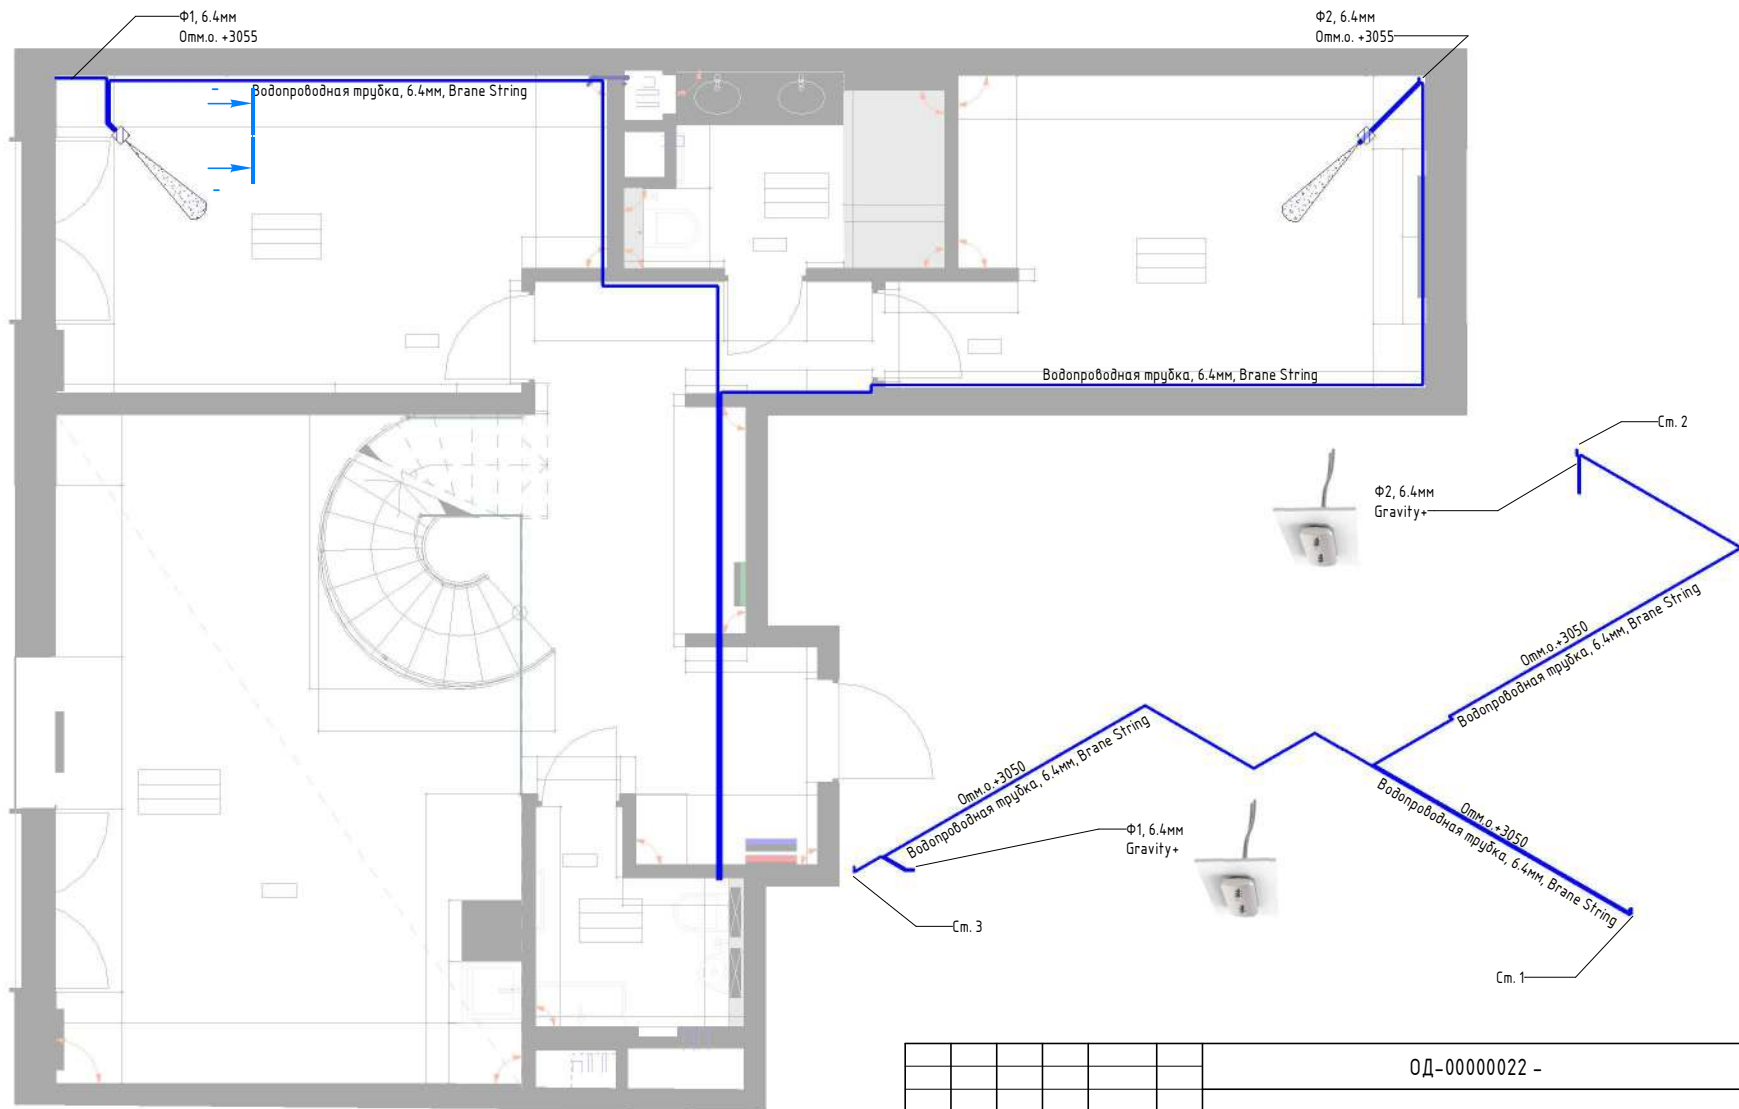 Ф1, 6.4мм
Отм.о. +3055
Ф2, 6.4мм
Отм.о. +3055
Водопроводная трубка, 6.4мм, Brane String
Водопроводная трубка, 6.4мм, Brane String
Ст. 2
Ф2, 6.4мм
Gravity+
Отм.о.+3050
Водопроводная трубка, 6.4мм, Brane String
Отм.о.+3050
Водопроводная трубка, 6.4мм, Brane String
Отм.о.+3050
Водопроводная трубка, 6.4мм, Brane String
Ф1, 6.4мм
Gravity+
Ст. 3
Ст. 1
ОД-00000022 -